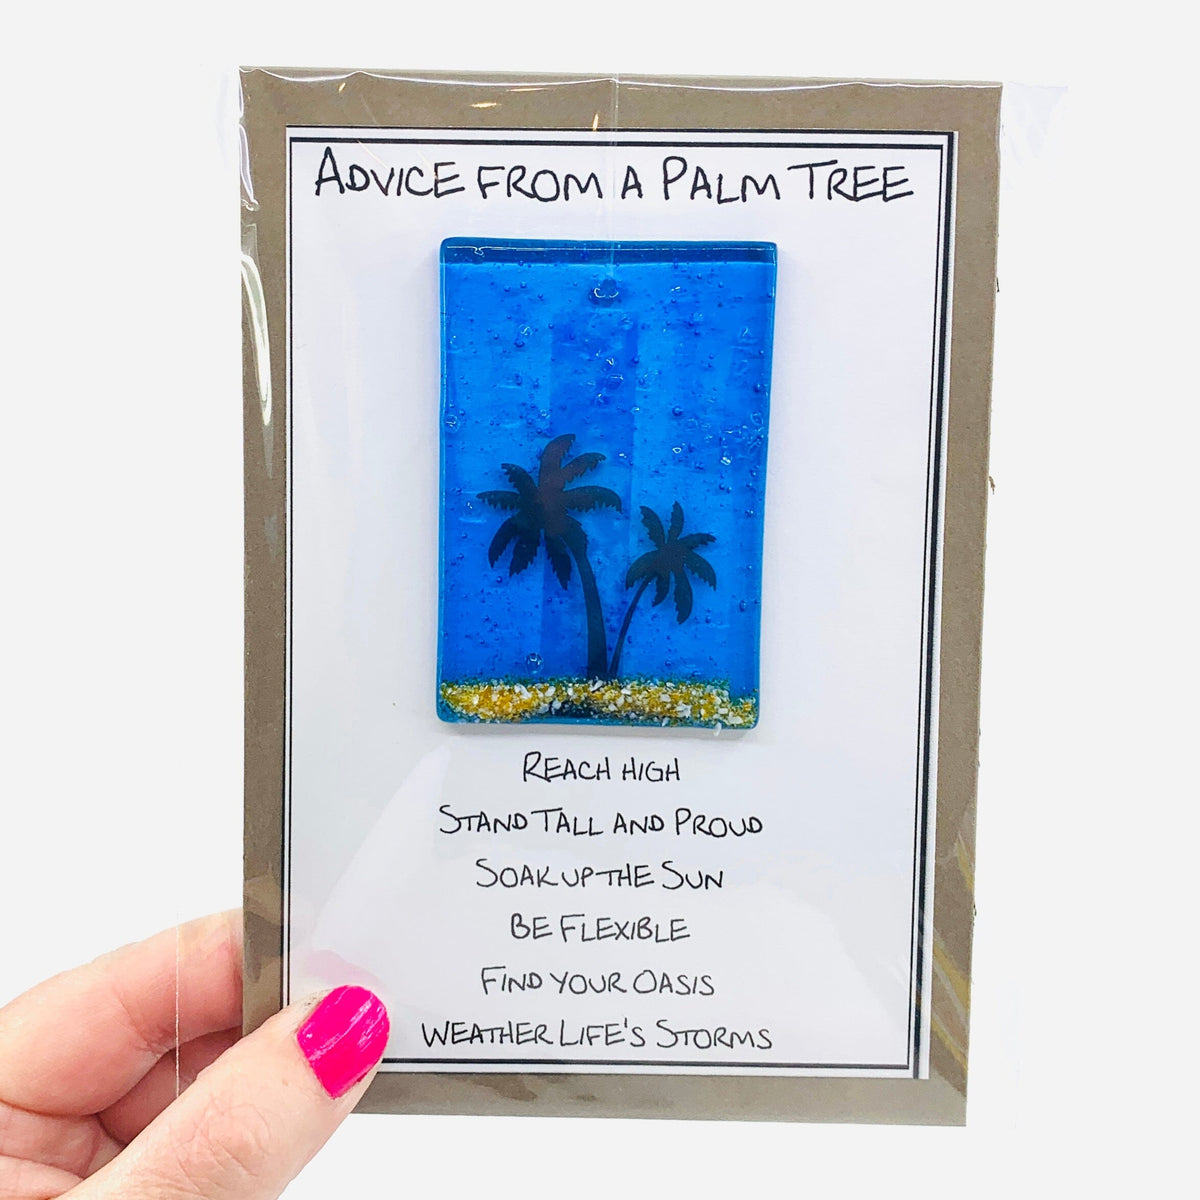 ADVICE FROM A PALM TREE
REACH HIGH
STAND TALL AND PROUD
SOAK UP THE SUN
BE FLEXIBLE
FIND YOUR OASIS
WEATHER LIFE'S STORMS